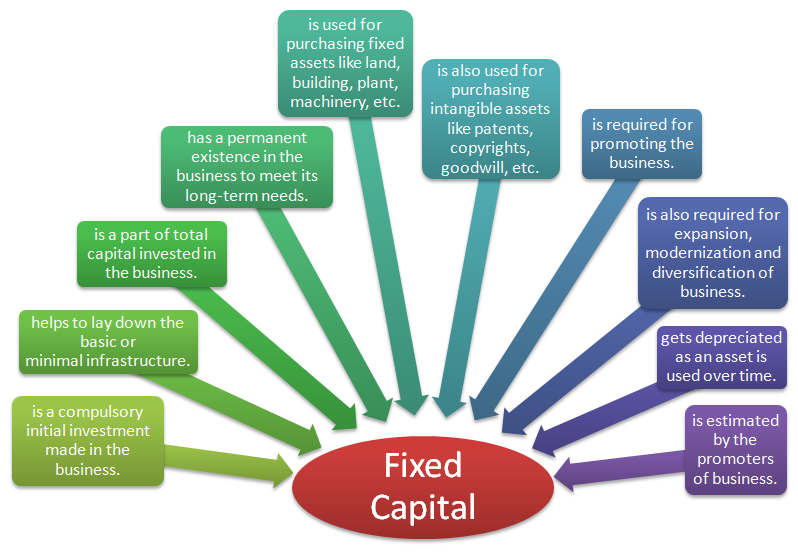 is used for
purchasing fixed
assets like land,
building, plant,
machinery, etc.
is also used for
purchasing
intangible assets
like patents,
copyrights,
goodwill, etc.
has a permanent
existence in the
business to meet its
long-term needs.
is required for
promoting the
business.
is a part of total
capital invested in
the business.
is also required for
expansion,
modernization and
diversification of
business.
helps to lay down the
basic or
minimal infrastructure.
gets depreciated
as an asset is
used over time.
is a compulsory
initial investment
made in the
business.
is estimated
by the
promoters
of business.
Fixed
Capital